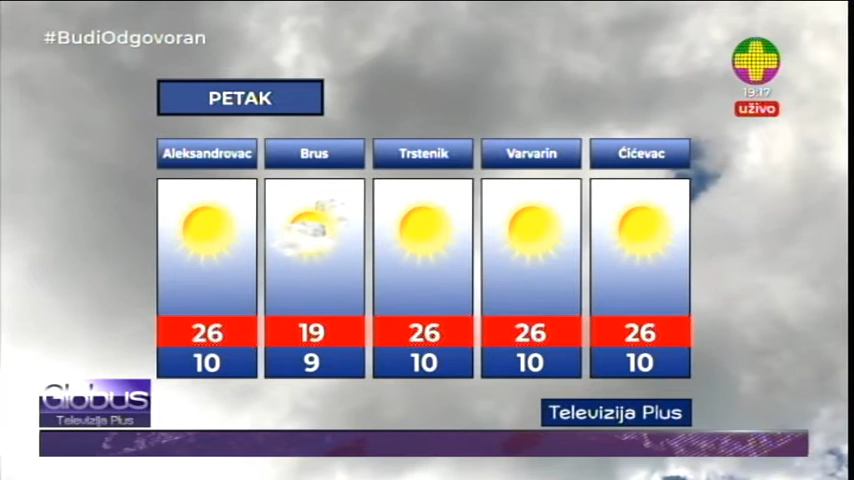 #BudiOdgovoran
19:17
uživo
PETAK
Aleksandrovac Brus Trstenik Varvarin Ćićevac
26 19 26 26 26
10 9 10 10 10
Globus
Televizija Plus
Televizija Plus